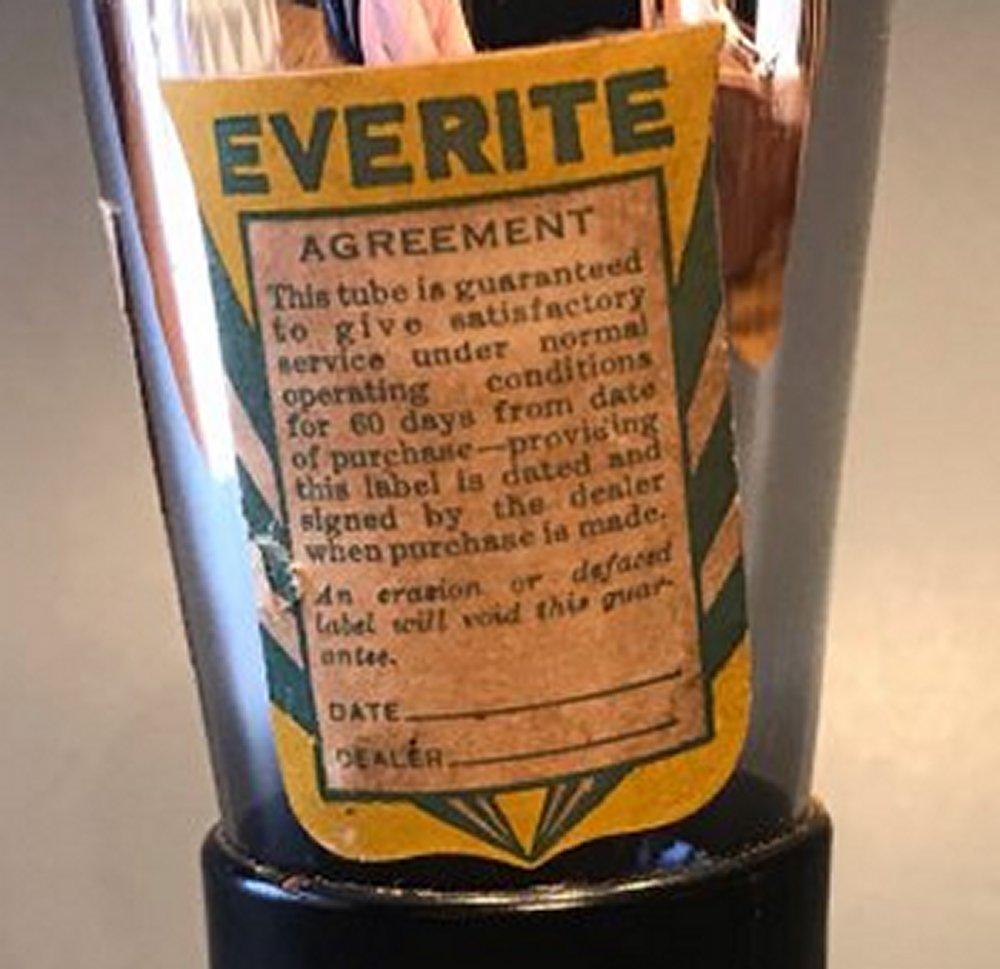 EVERITE
AGREEMENT
This tube is guaranteed
to give satisfactory
service under normal
operating conditions
for 60 days from date
of purchase—providing
this label is dated and
signed by the dealer
when purchase is made.
An erasion or defaced
label will void this guar-
antee.
DATE
DEALER